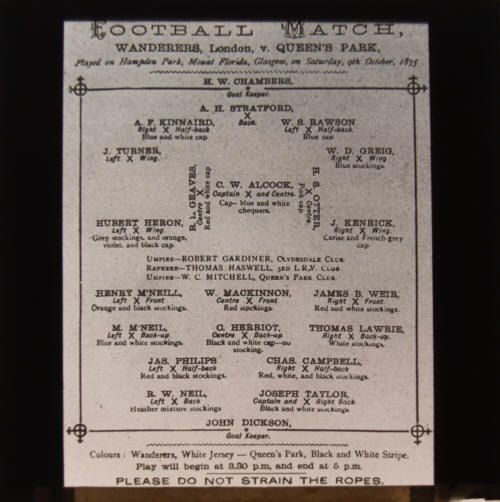 FOOTBALL MATCH,
WANDERERS, London, v. QUEEN'S PARK,
Played on Hampden Park, Mount Florida, Glasgow, on Saturday, 9th October, 1875
H. W. CHAMBERS.
Goal Keeper.
A. H. STRATFORD,
X
Back.
A. F. KINNAIRD, W. S. RAWSON
Right X Half-back Left X Half-back.
Blue and white cap. Blue cap
J. TURNER, W. D. GREIG,
Left X Wing. Right X Wing
Blue stockings.
R. L. GEAVES,
Centre X
Red and white cap
C. W. ALCOCK,
Captain X and Centre.
Cap—blue and white
chequers.
H. S. OTTER,
X Centre.
Pink cap
HUBERT HERON, J. KENRICK,
Left X Wing Right X Wing.
Grey stockings, and orange, Cerise and French-grey
violet, and black cap. cap
UMPIRE—ROBERT GARDINER, CLYDESDALE CLUB.
REFEREE—THOMAS HASWELL, 3RD L.R.V. CLUB
UMPIRE—W. C. MITCHELL, QUEEN'S PARK CLUB.
HENRY M'NEILL, W. MACKINNON, JAMES B. WEIR,
Left X Front Centre X Front. Right X Front.
Orange and black stockings. Red stockings. Red and white stockings.
M. M'NEIL, C. HERRIOT, THOMAS LAWRIE,
Left X Back-up. Centre X Back-up Right X Back-up.
Blue and white stockings. Black and white cap—no White stockings.
stocking.
JAS. PHILIPS CHAS. CAMPBELL,
Left X Half-back Right X Half-Back
Red and black stockings. Red, white, and black stockings.
R. W. NEIL, JOSEPH TAYLOR,
Left X Back Captain and X Right Back.
Heather mixture stockings Black and white stockings.
JOHN DICKSON,
Goal Keeper.
Colours : Wanderers, White Jersey — Queen's Park, Black and White Stripe.
Play will begin at 3.30 p.m, and end at 5 p.m.
PLEASE DO NOT STRAIN THE ROPES.